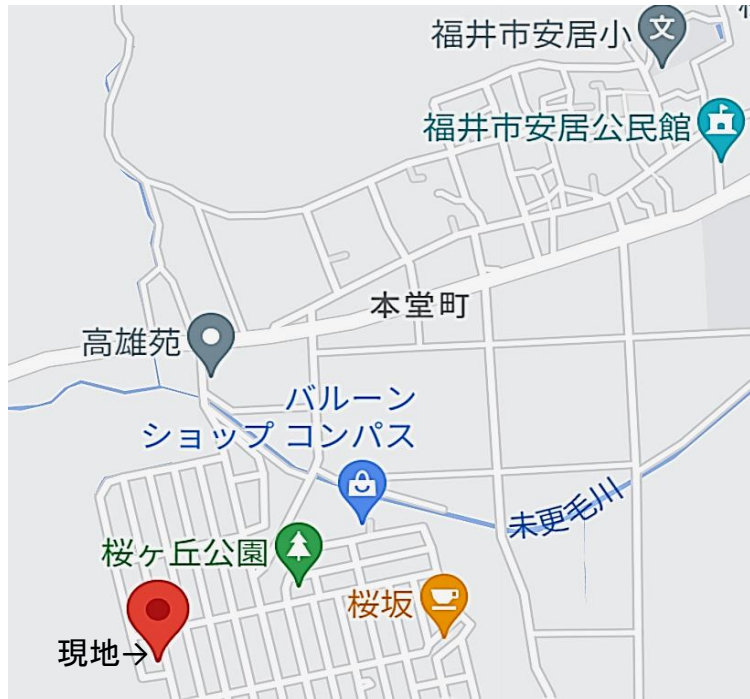 福井市安居小
福井市安居公民館
本堂町
高雄苑
バルーン
ショップ コンパス
未更毛川
桜ヶ丘公園
桜坂
現地→